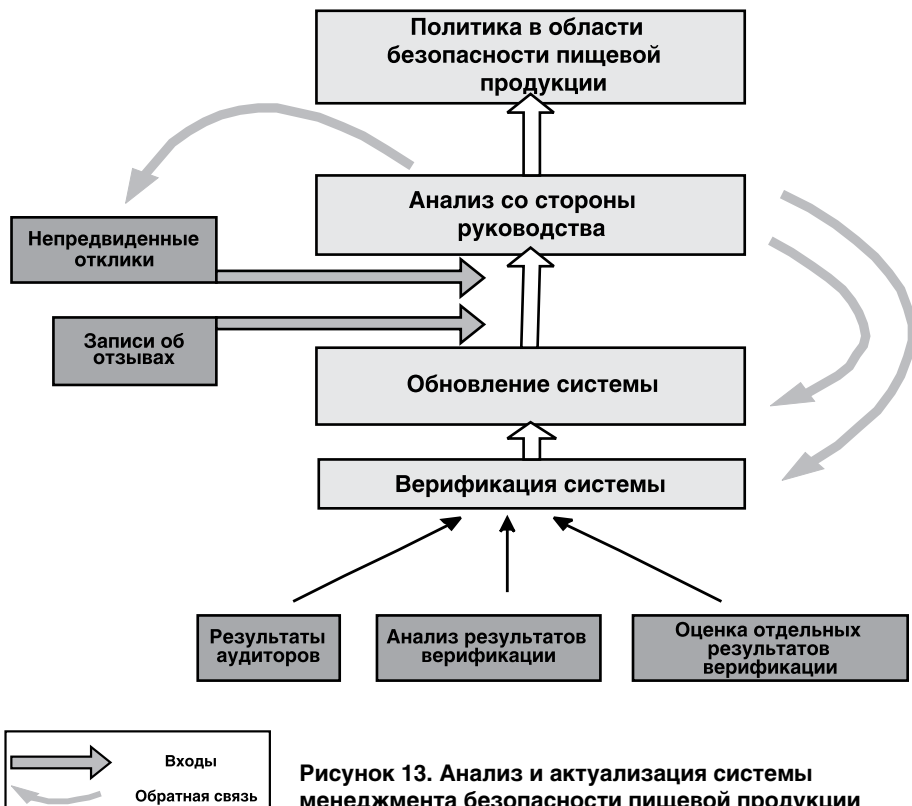 Политика в области
безопасности пищевой
продукции
Анализ со стороны
руководства
Непредвиденные
отклики
Записи об
отзывах
Обновление системы
Верификация системы
Результаты
аудиторов
Анализ результатов
верификации
Оценка отдельных
результатов
верификации
Входы
Обратная связь
Рисунок 13. Анализ и актуализация системы
менеджмента безопасности пищевой продукции